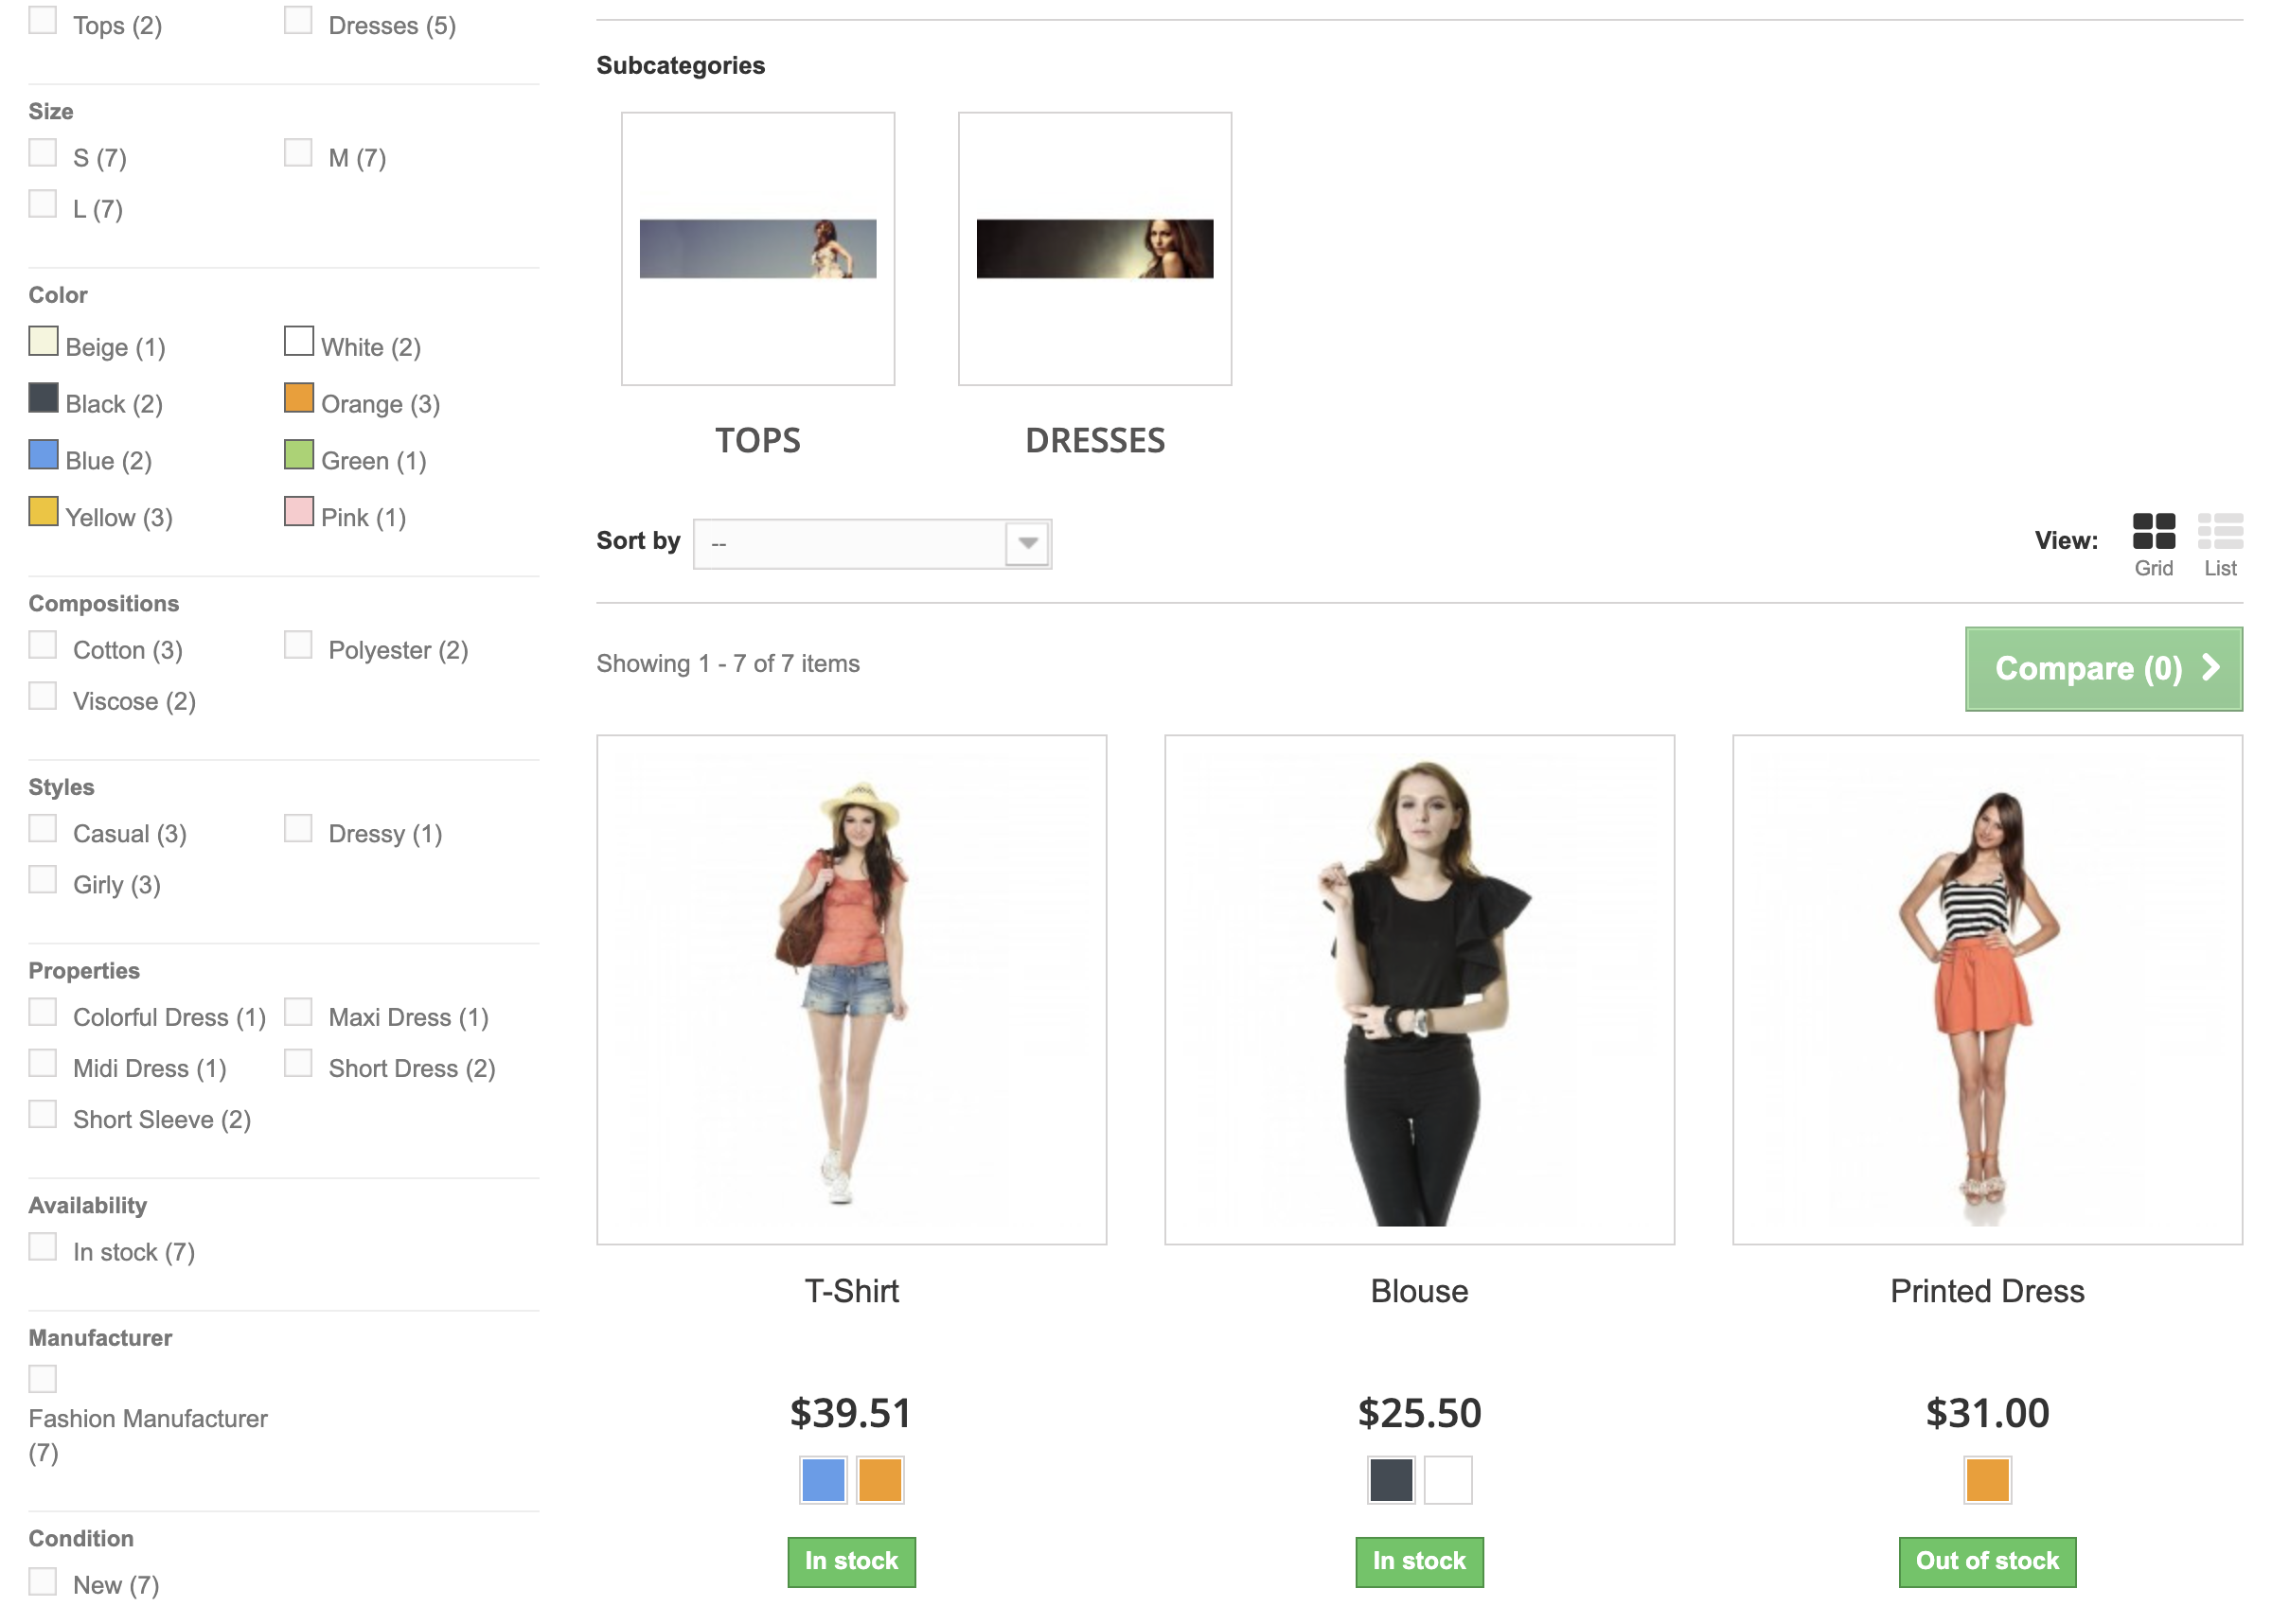 Tops (2)
Dresses (5)
Size
S (7)
M (7)
L (7)
Color
Beige (1)
White (2)
Black (2)
Orange (3)
Blue (2)
Green (1)
Yellow (3)
Pink (1)
Compositions
Cotton (3)
Polyester (2)
Viscose (2)
Styles
Casual (3)
Dressy (1)
Girly (3)
Properties
Colorful Dress (1)
Maxi Dress (1)
Midi Dress (1)
Short Dress (2)
Short Sleeve (2)
Availability
In stock (7)
Manufacturer
Fashion Manufacturer
(7)
Condition
New (7)
Subcategories
TOPS
DRESSES
Sort by
--
View:
Grid
List
Showing 1 - 7 of 7 items
Compare (0)
T-Shirt
$39.51
In stock
Blouse
$25.50
In stock
Printed Dress
$31.00
Out of stock